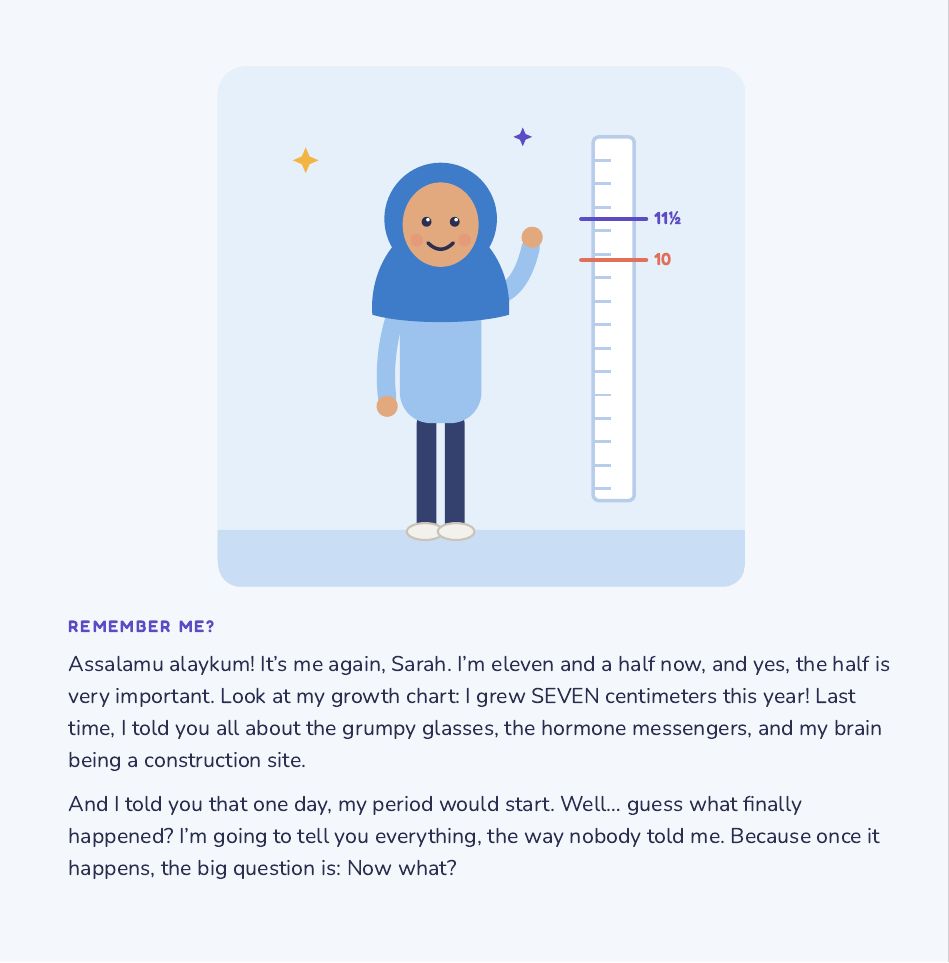 11½
10
REMEMBER ME?
Assalamu alaykum! It’s me again, Sarah. I’m eleven and a half now, and yes, the half is
very important. Look at my growth chart: I grew SEVEN centimeters this year! Last
time, I told you all about the grumpy glasses, the hormone messengers, and my brain
being a construction site.
And I told you that one day, my period would start. Well… guess what finally
happened? I’m going to tell you everything, the way nobody told me. Because once it
happens, the big question is: Now what?